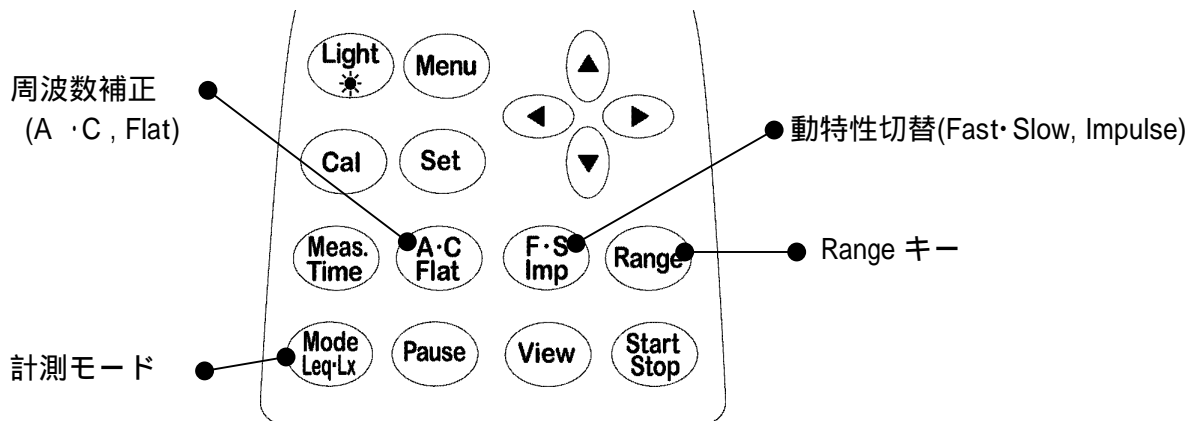 Light
Menu
周波数補正
(A ・C , Flat)
動特性切替(Fast・Slow, Impulse)
Cal
Set
Meas.
Time
A・C
Flat
F・S
Imp
Range
Range キー
計測モード
Mode
Leq・Lx
Pause
View
Start
Stop